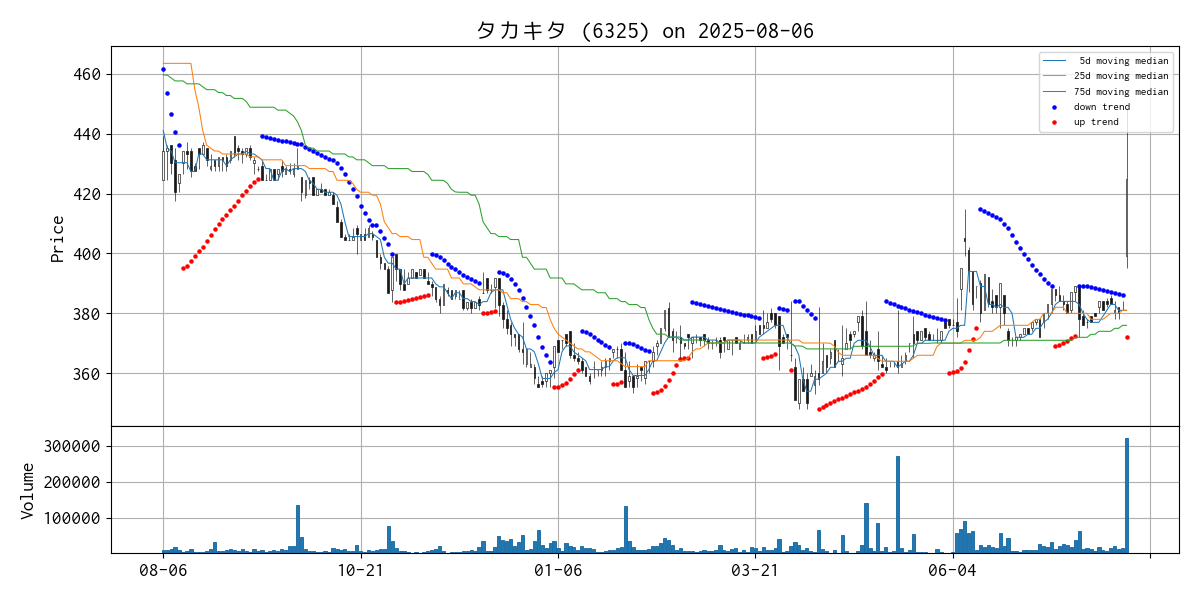 タカキタ (6325) on 2025-08-06
5d moving median
25d moving median
75d moving median
down trend
up trend
Price
460
440
420
400
380
360
Volume
300000
200000
100000
08-06
10-21
01-06
03-21
06-04